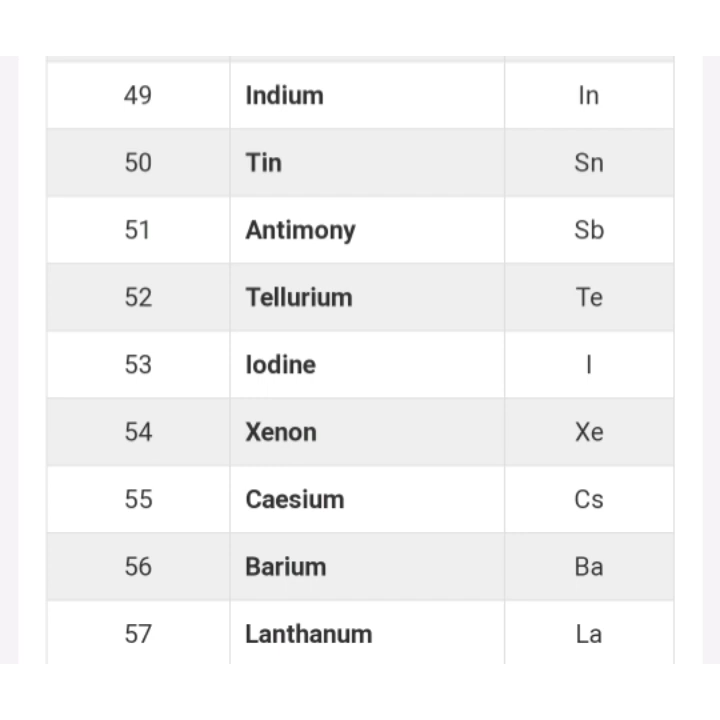 49 Indium In
50 Tin Sn
51 Antimony Sb
52 Tellurium Te
53 Iodine I
54 Xenon Xe
55 Caesium Cs
56 Barium Ba
57 Lanthanum La